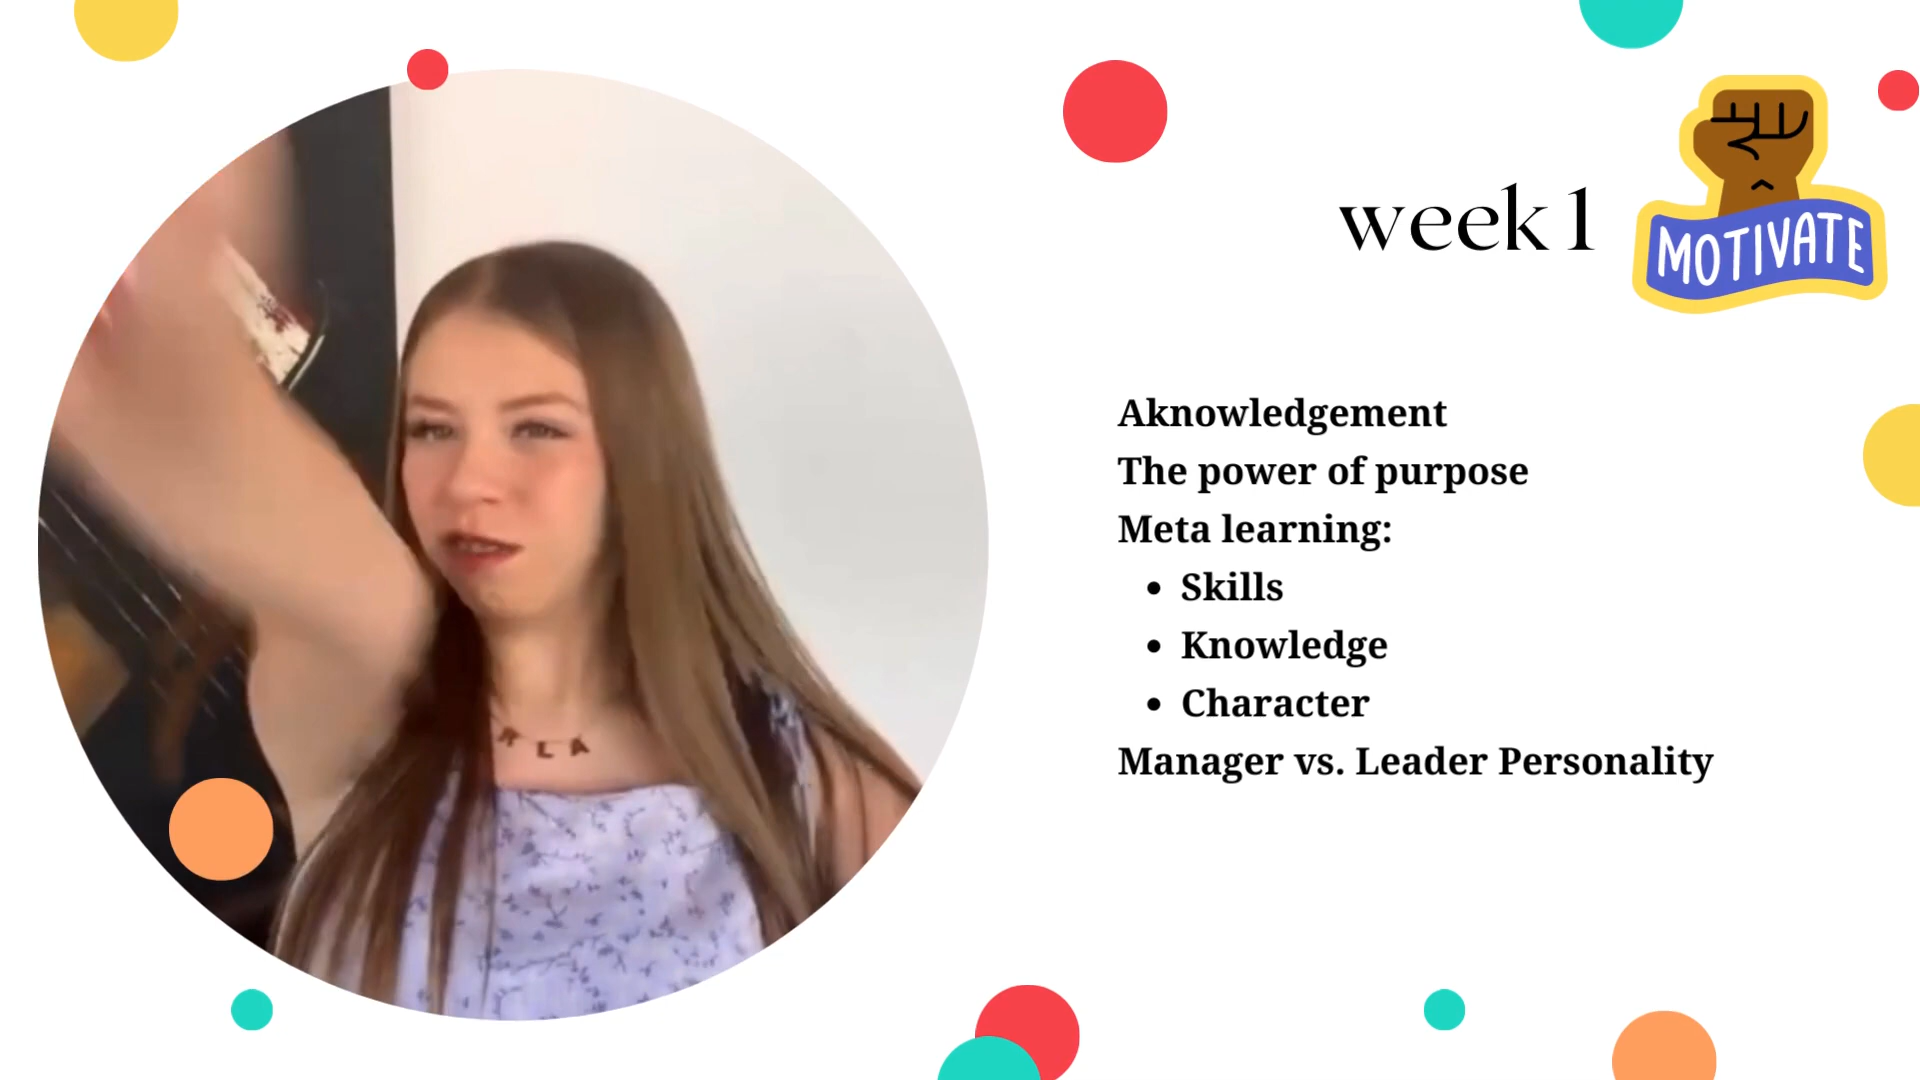 week 1
MOTIVATE
Aknowledgement
The power of purpose
Meta learning:
• Skills
• Knowledge
• Character
Manager vs. Leader Personality